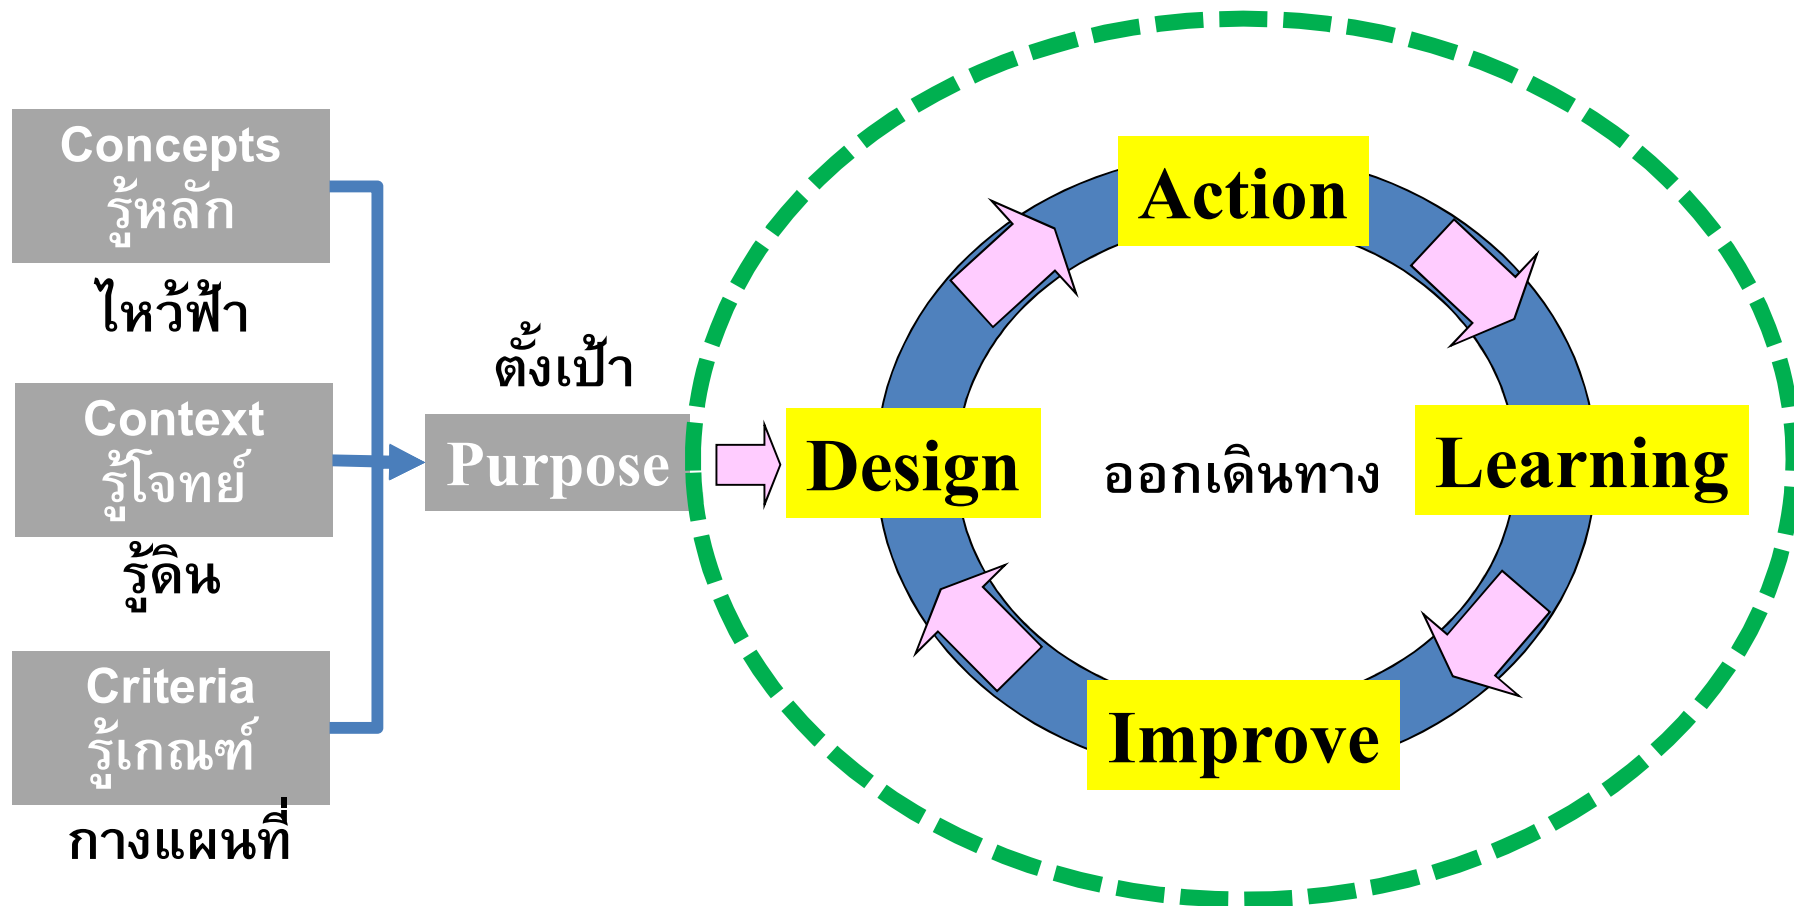 Concepts
รู้หลัก
ไหว้ฟ้า
Context
รู้โจทย์
รู้ดิน
Criteria
รู้เกณฑ์
กางแผนที่
ตั้งเป้า
Purpose
Action
Design
ออกเดินทาง
Learning
Improve